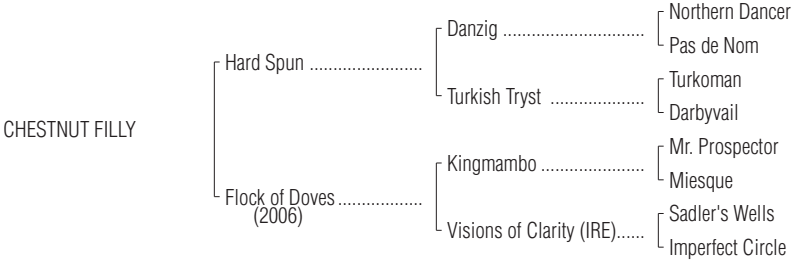 Northern Dancer
Danzig ..............................
Pas de Nom
Hard Spun ........................
Turkoman
Turkish Tryst ....................
Darbyvail
CHESTNUT FILLY
Mr. Prospector
Kingmambo ......................
Miesque
Flock of Doves ..................
(2006)
Sadler's Wells
Visions of Clarity (IRE)......
Imperfect Circle